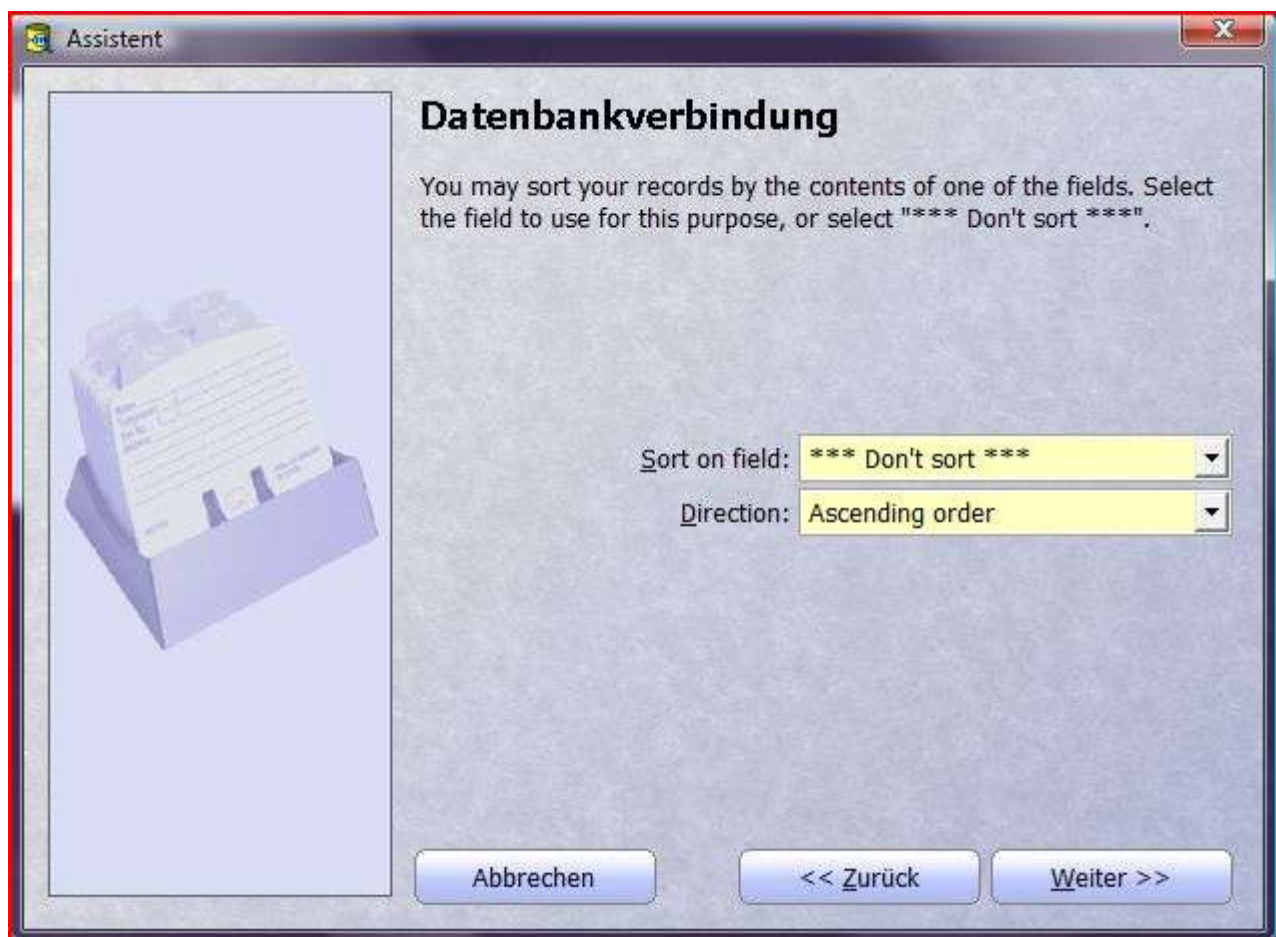 Assistent
Datenbankverbindung
You may sort your records by the contents of one of the fields. Select
the field to use for this purpose, or select "*** Don't sort ***".
Sort on field: *** Don't sort ***
Direction: Ascending order
Abbrechen << Zurück Weiter >>